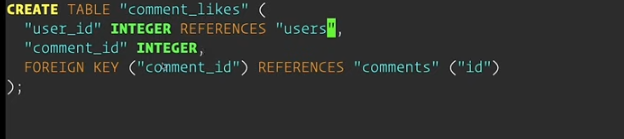 CREATE TABLE "comment_likes" (
  "user_id" INTEGER REFERENCES "users",
  "comment_id" INTEGER,
  FOREIGN KEY ("comment_id") REFERENCES "comments" ("id")
);